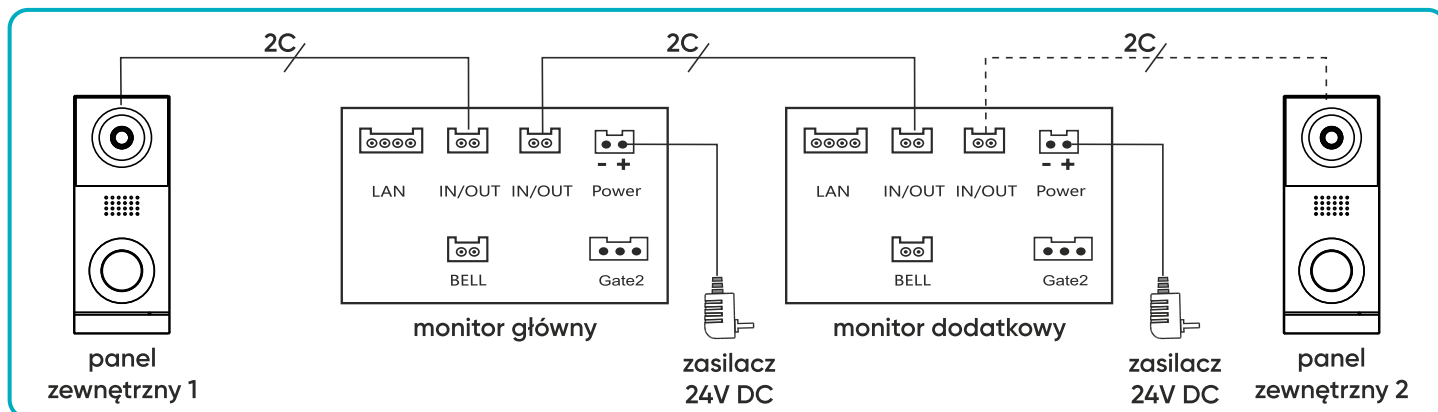 2C
2C
2C
- +
- +
LAN
IN/OUT
IN/OUT
Power
LAN
IN/OUT
IN/OUT
Power
BELL
Gate2
BELL
Gate2
monitor główny
monitor dodatkowy
panel
zewnętrzny 1
zasilacz
24V DC
zasilacz
24V DC
panel
zewnętrzny 2